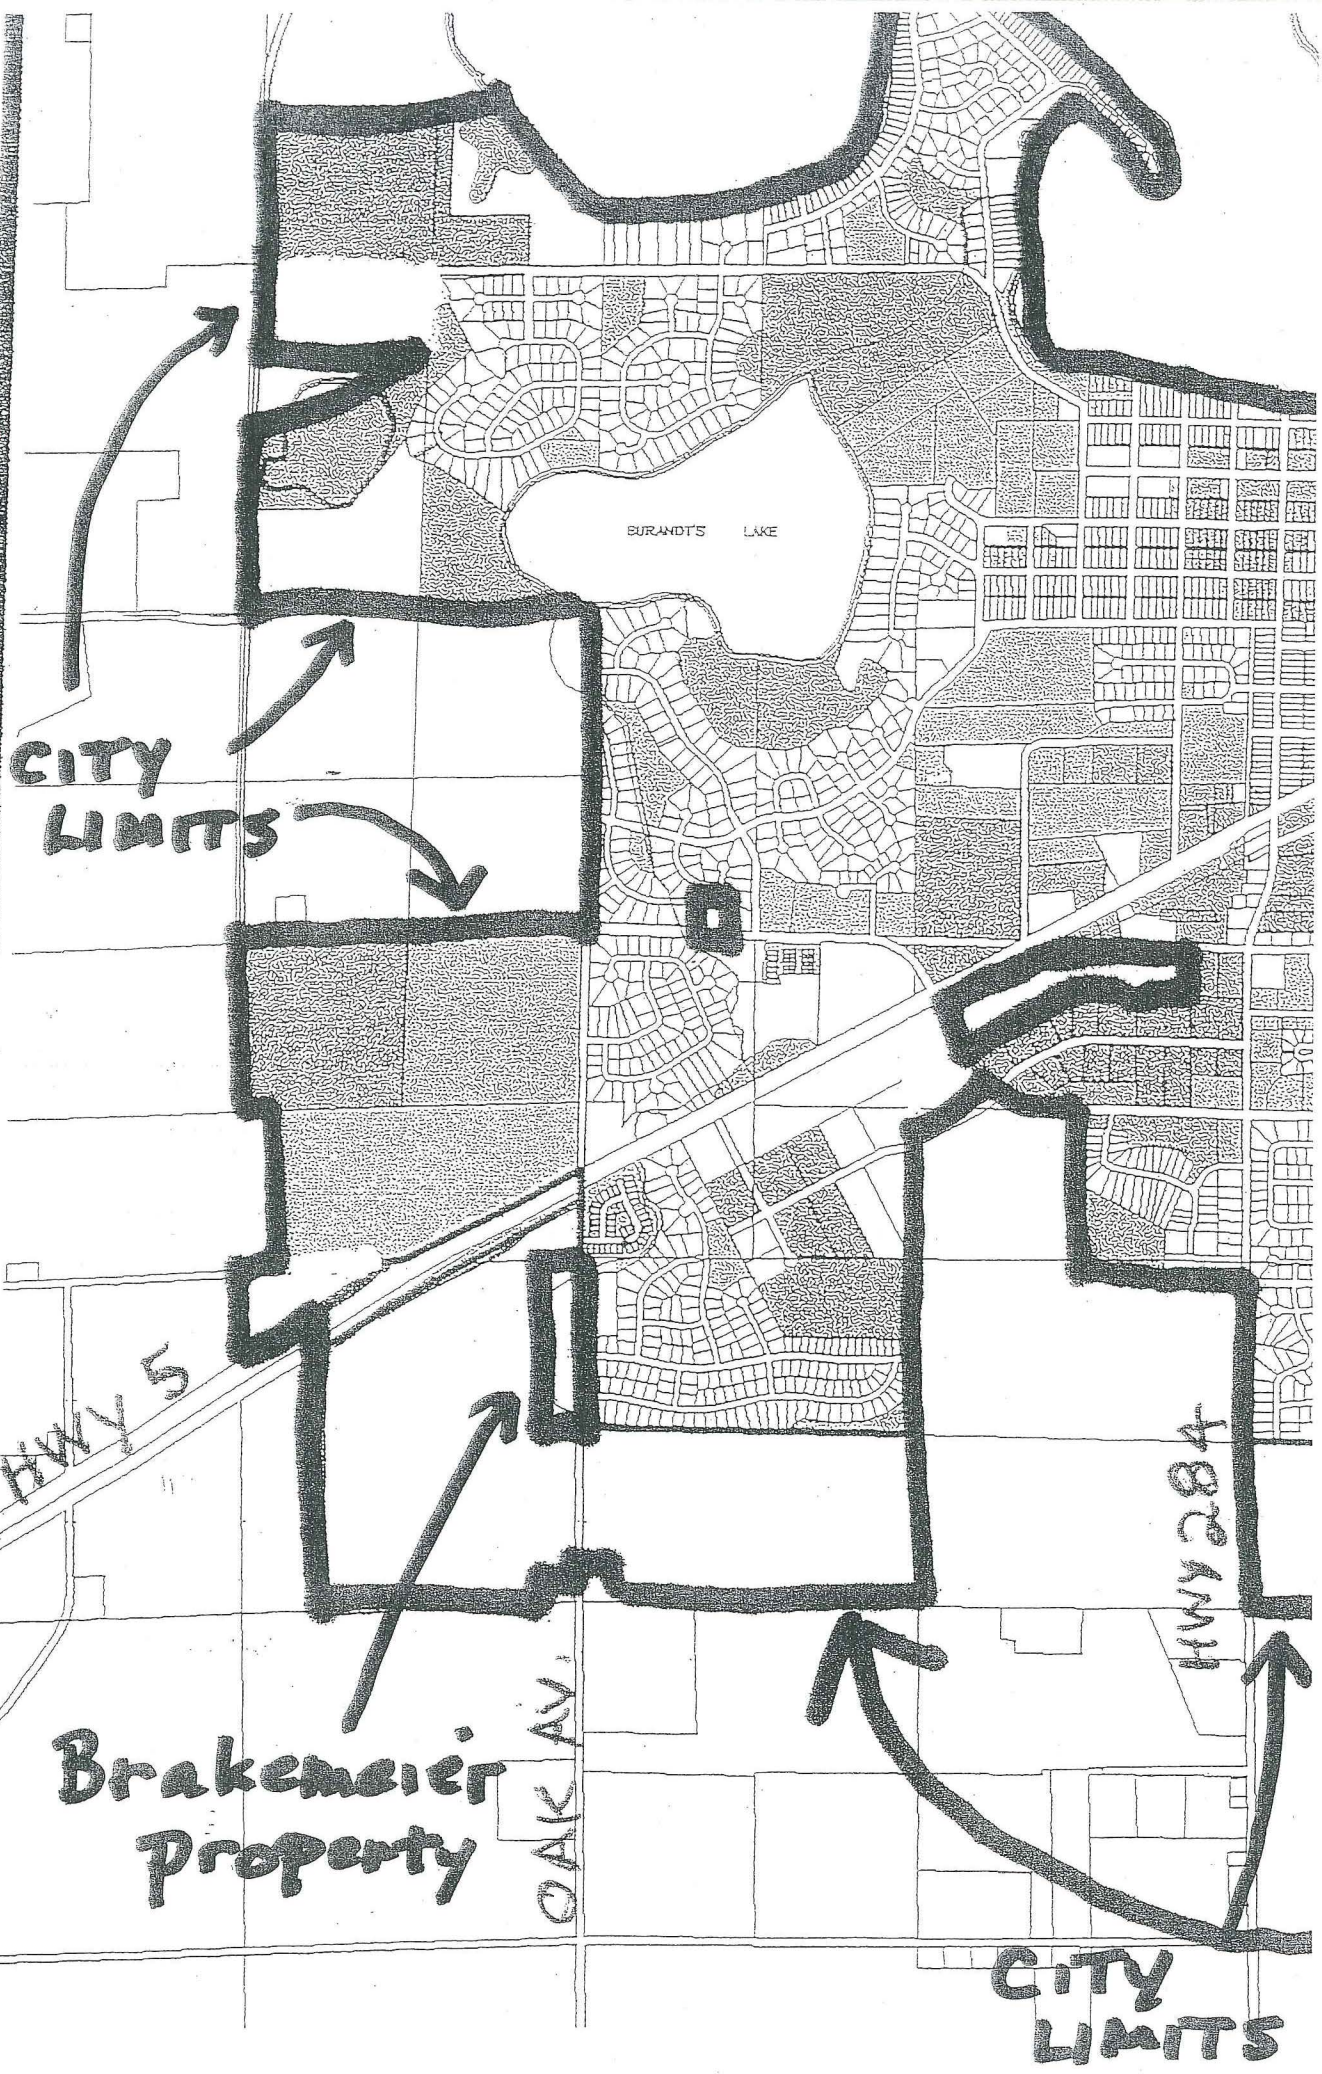 BURANDT'S LAKE
CITY
LIMITS
HWY 5
HWY 284
Brakemeier
Property
OAK AV.
CITY
LIMITS